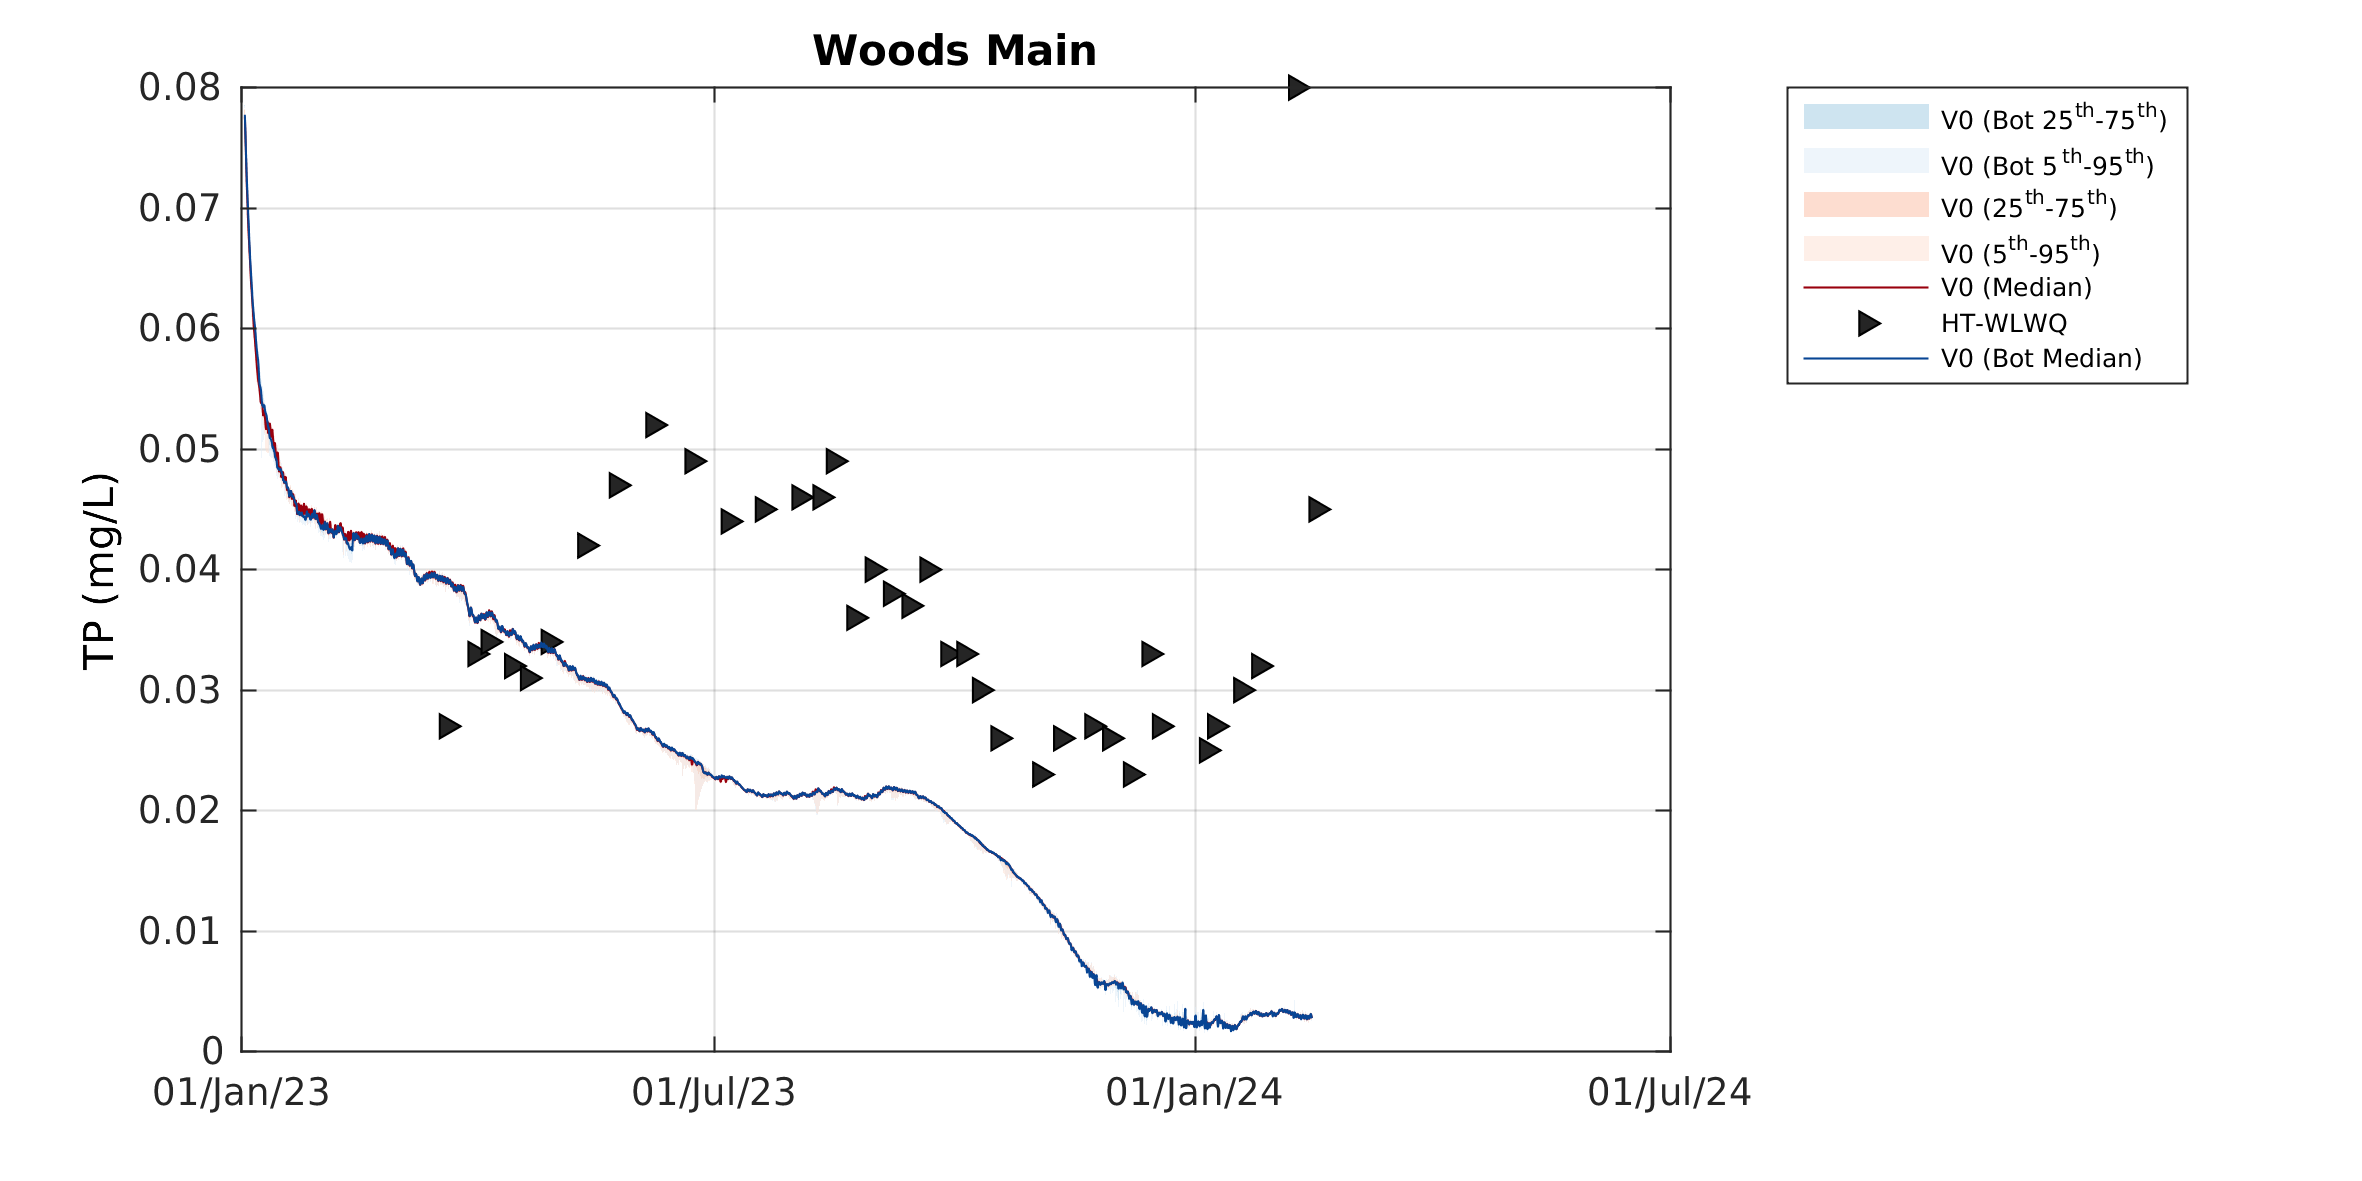 Woods Main
TP (mg/L)
0.08
0.07
0.06
0.05
0.04
0.03
0.02
0.01
0
01/Jan/23
01/Jul/23
01/Jan/24
01/Jul/24
V0 (Bot 25th-75th)
V0 (Bot 5th-95th)
V0 (25th-75th)
V0 (5th-95th)
V0 (Median)
HT-WLWQ
V0 (Bot Median)